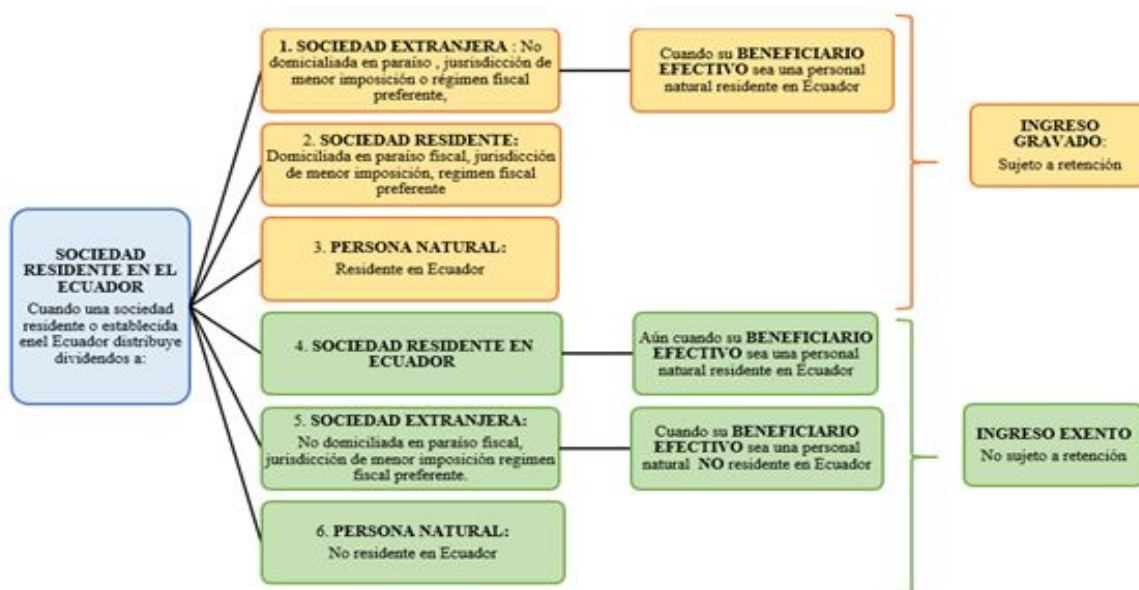 1. SOCIEDAD EXTRANJERA : No
domicialiada en paraíso , jusrisdicción de
menor imposición o régimen fiscal
preferente,
Cuando su BENEFICIARIO
EFECTIVO sea una personal
natural residente en Ecuador
2. SOCIEDAD RESIDENTE:
Domiciliada en paraíso fiscal, jurisdicción
de menor imposición, regimen fiscal
preferente
INGRESO
GRAVADO:
Sujeto a retención
3. PERSONA NATURAL:
Residente en Ecuador
SOCIEDAD
RESIDENTE EN EL
ECUADOR
Cuando una sociedad
residente o establecida
enel Ecuador distribuye
dividendos a:
4. SOCIEDAD RESIDENTE EN
ECUADOR
Aún cuando su BENEFICIARIO
EFECTIVO sea una personal
natural residente en Ecuador
5. SOCIEDAD EXTRANJERA:
No domiciliada en paraíso fiscal,
jurisdicción de menor imposición regimen
fiscal preferente.
Cuando su BENEFICIARIO
EFECTIVO sea una personal
natural NO residente en Ecuador
INGRESO EXENTO
No sujeto a retención
6. PERSONA NATURAL:
No residente en Ecuador